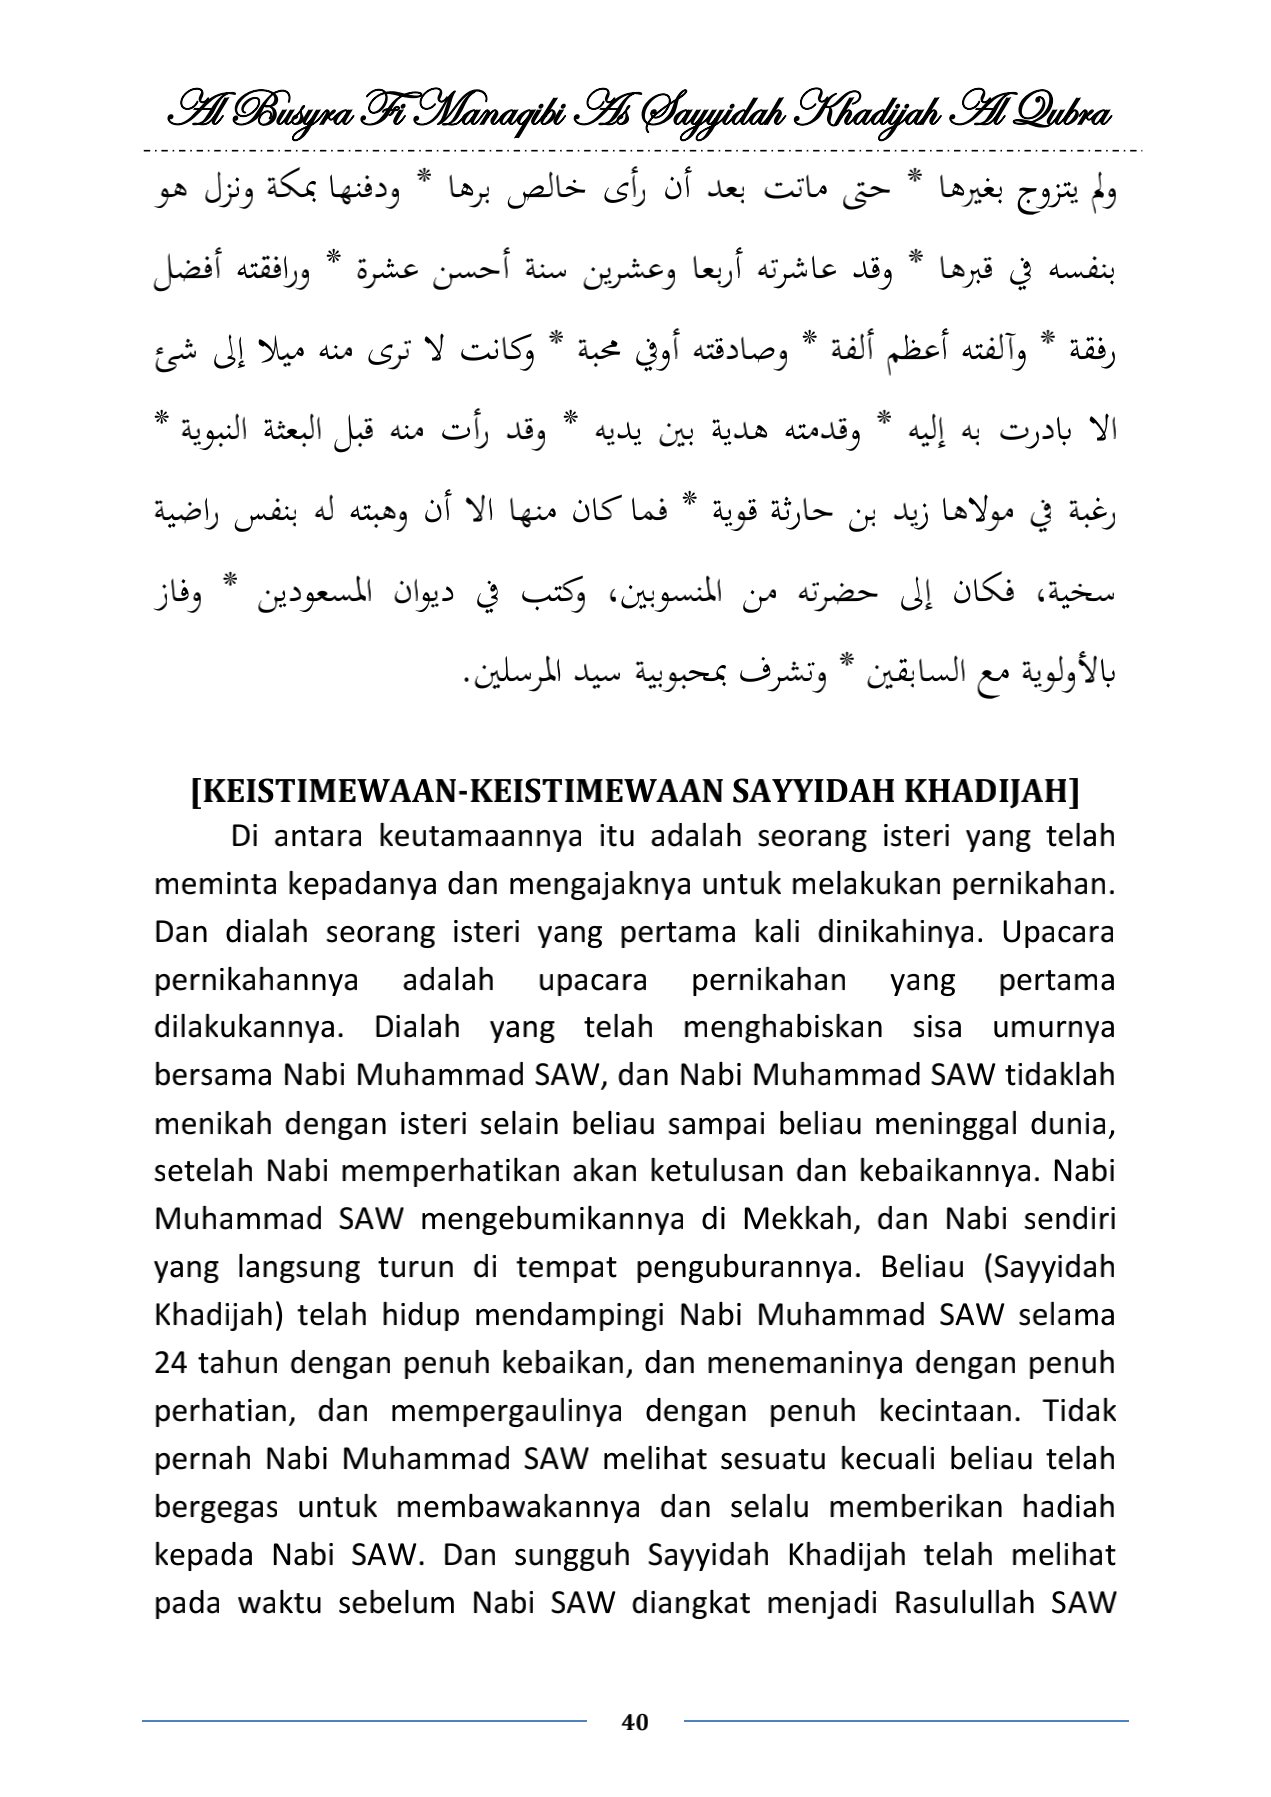 Al Busyra Fi Manaqibi As Sayyidah Khadijah Al Qubra
ولم يتزوج بغيرها * حتى ماتت بعد أن رأى خالص برها * ودفنها بمكة ونزل هو
بنفسه في قبرها * وقد عاشرته أربعا وعشرين سنة أحسن عشرة * ورافقته أفضل
رفقة * وآلفته أعظم ألفة * وصادقته أوفي محبة * وكانت لا ترى منه ميلا إلى شئ
الا بادرت به إليه * وقدمته هدية بين يديه * وقد رأت منه قبل البعثة النبوية *
رغبة في مولاها زيد بن حارثة قوية * فما كان منها الا أن وهبته له بنفس راضية
سخية، فكان إلى حضرته من المنسوبين، وكتب في ديوان المسعودين * وفاز
بالأولوية مع السابقين * وتشرف بمحبوبية سيد المرسلين.
[KEISTIMEWAAN-KEISTIMEWAAN SAYYIDAH KHADIJAH]
Di antara keutamaannya itu adalah seorang isteri yang telah
meminta kepadanya dan mengajaknya untuk melakukan pernikahan.
Dan dialah seorang isteri yang pertama kali dinikahinya. Upacara
pernikahannya adalah upacara pernikahan yang pertama
dilakukannya. Dialah yang telah menghabiskan sisa umurnya
bersama Nabi Muhammad SAW, dan Nabi Muhammad SAW tidaklah
menikah dengan isteri selain beliau sampai beliau meninggal dunia,
setelah Nabi memperhatikan akan ketulusan dan kebaikannya. Nabi
Muhammad SAW mengebumikannya di Mekkah, dan Nabi sendiri
yang langsung turun di tempat penguburannya. Beliau (Sayyidah
Khadijah) telah hidup mendampingi Nabi Muhammad SAW selama
24 tahun dengan penuh kebaikan, dan menemaninya dengan penuh
perhatian, dan mempergaulinya dengan penuh kecintaan. Tidak
pernah Nabi Muhammad SAW melihat sesuatu kecuali beliau telah
bergegas untuk membawakannya dan selalu memberikan hadiah
kepada Nabi SAW. Dan sungguh Sayyidah Khadijah telah melihat
pada waktu sebelum Nabi SAW diangkat menjadi Rasulullah SAW
40